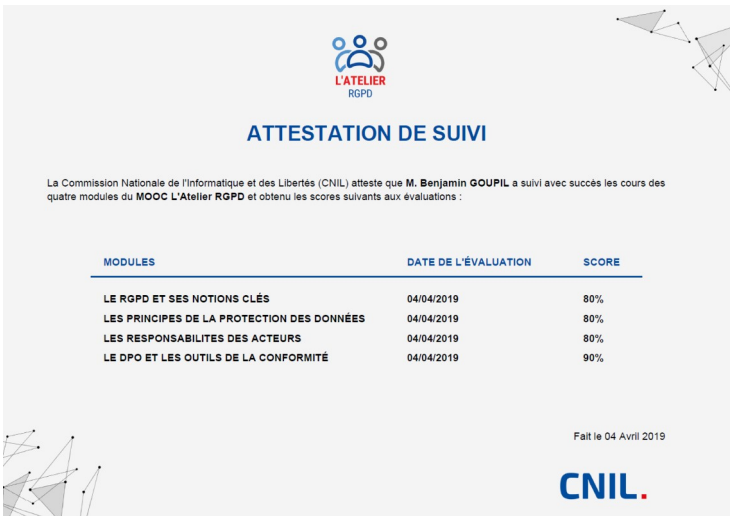 L'ATELIER
RGPD
ATTESTATION DE SUIVI
La Commission Nationale de l'Informatique et des Libertés (CNIL) atteste que M. Benjamin GOUPIL a suivi avec succès les cours des
quatre modules du MOOC L'Atelier RGPD et obtenu les scores suivants aux évaluations :
MODULES DATE DE L'ÉVALUATION SCORE
LE RGPD ET SES NOTIONS CLÉS 04/04/2019 80%
LES PRINCIPES DE LA PROTECTION DES DONNÉES 04/04/2019 80%
LES RESPONSABILITES DES ACTEURS 04/04/2019 80%
LE DPO ET LES OUTILS DE LA CONFORMITÉ 04/04/2019 90%
Fait le 04 Avril 2019
CNIL.